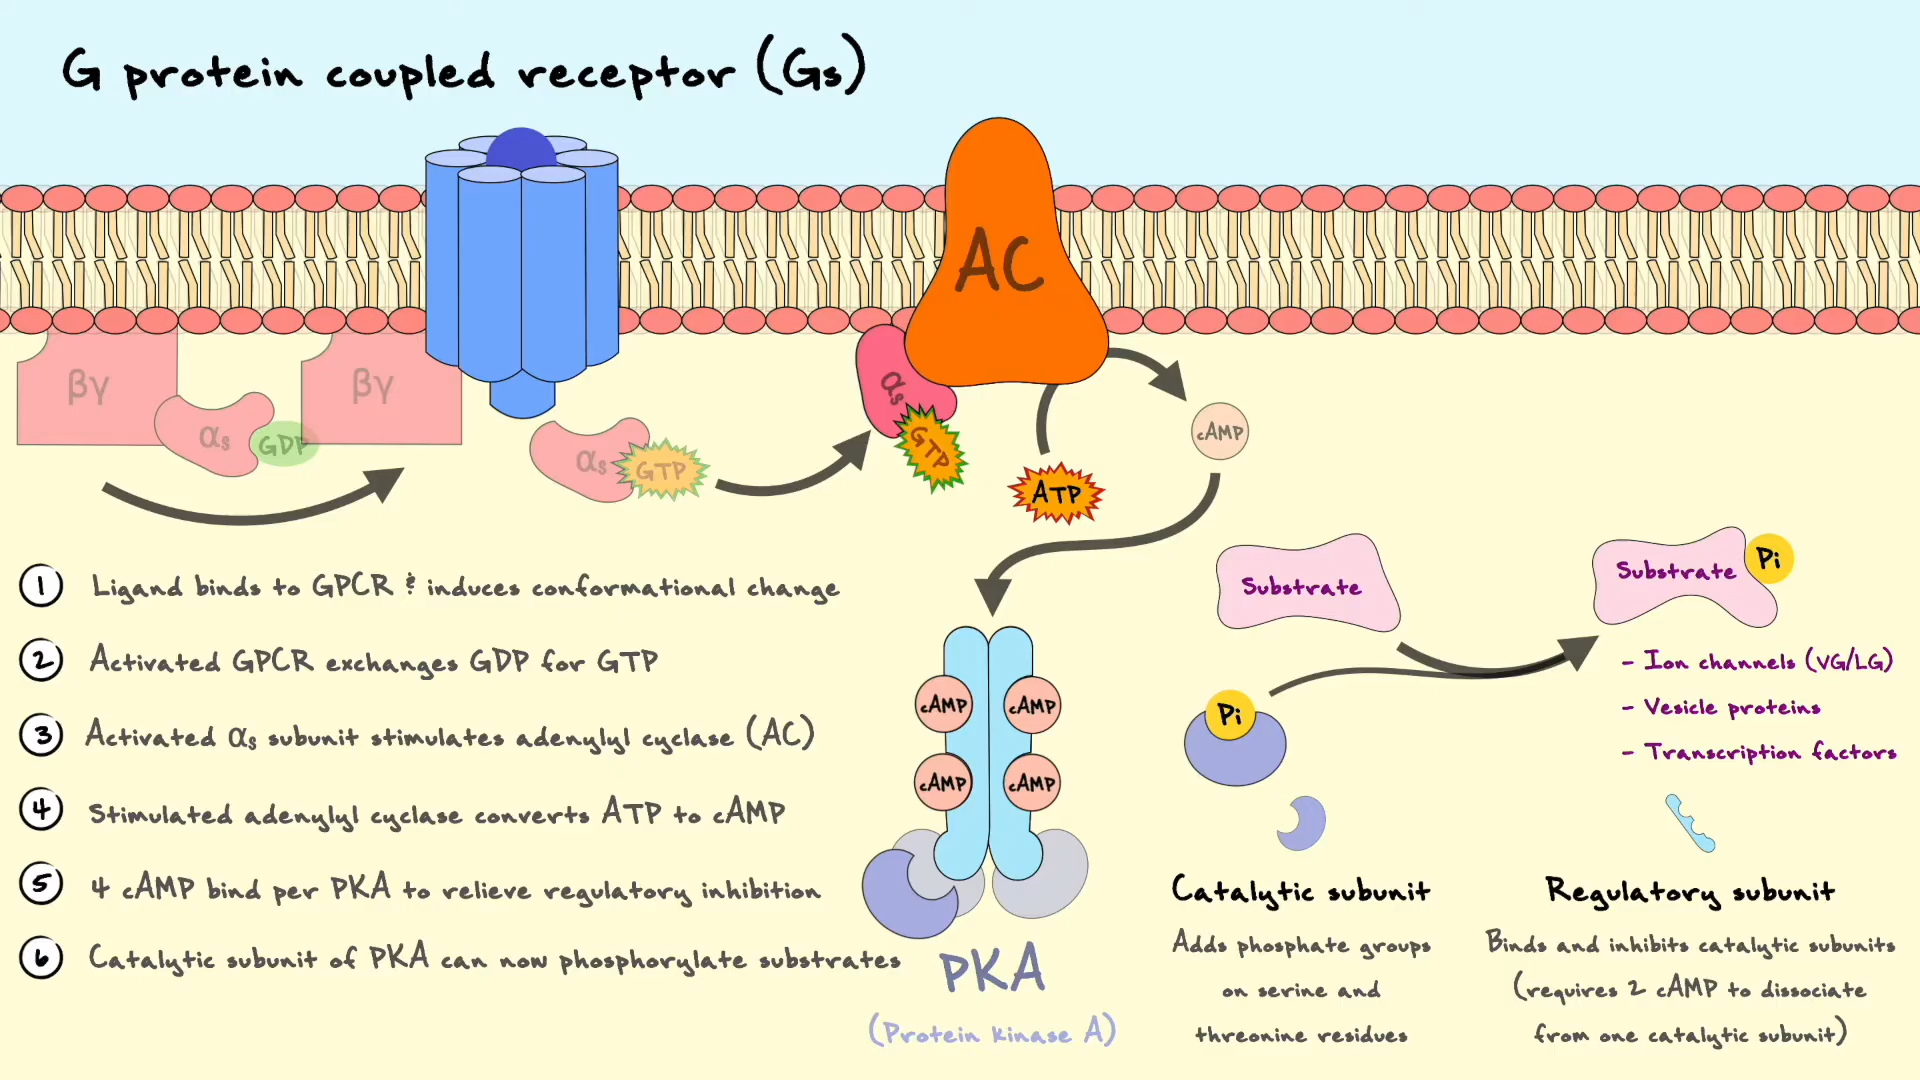 G protein coupled receptor (Gs)
AC
βγ
αs
GDP
βγ
αs
GTP
αs
GTP
ATP
cAMP
1 Ligand binds to GPCR & induces conformational change
2 Activated GPCR exchanges GDP for GTP
3 Activated αs subunit stimulates adenylyl cyclase (AC)
4 Stimulated adenylyl cyclase converts ATP to cAMP
5 4 cAMP bind per PKA to relieve regulatory inhibition
6 Catalytic subunit of PKA can now phosphorylate substrates
cAMP cAMP
cAMP cAMP
PKA
(Protein kinase A)
Substrate
Pi
Substrate
Pi
- Ion channels (VG/LG)
- Vesicle proteins
- Transcription factors
Catalytic subunit
Adds phosphate groups
on serine and
threonine residues
Regulatory subunit
Binds and inhibits catalytic subunits
(requires 2 cAMP to dissociate
from one catalytic subunit)